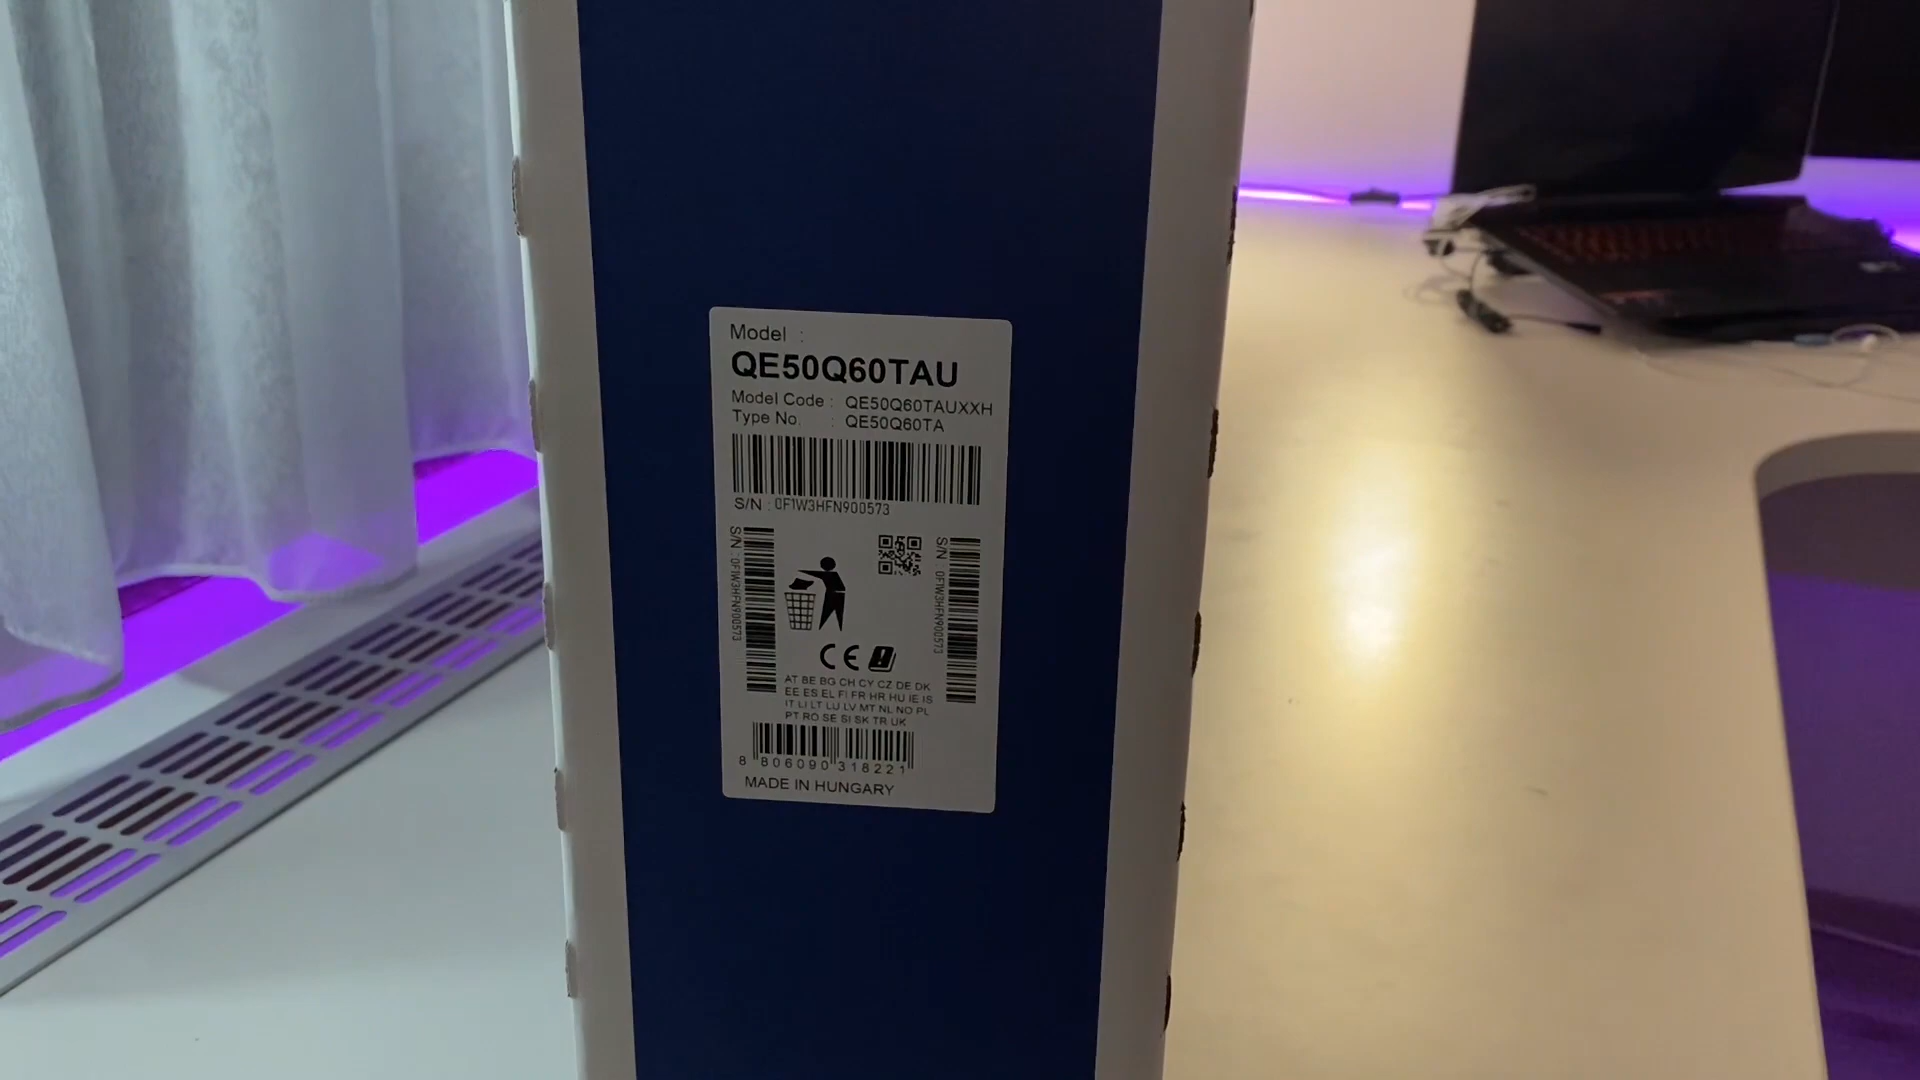 Model :
QE50Q60TAU
Model Code : QE50Q60TAUXXH
Type No. : QE50Q60TA
S/N : 0F1W3HFN900573
S/N : 0F1W3HFN900573
S/N : 0F1W3HFN900573
CE
AT BE BG CH CY CZ DE DK
EE ES EL FI FR HR HU IE IS
IT LI LT LU LV MT NL NO PL
PT RO SE SI SK TR UK
8 806090 318221
MADE IN HUNGARY